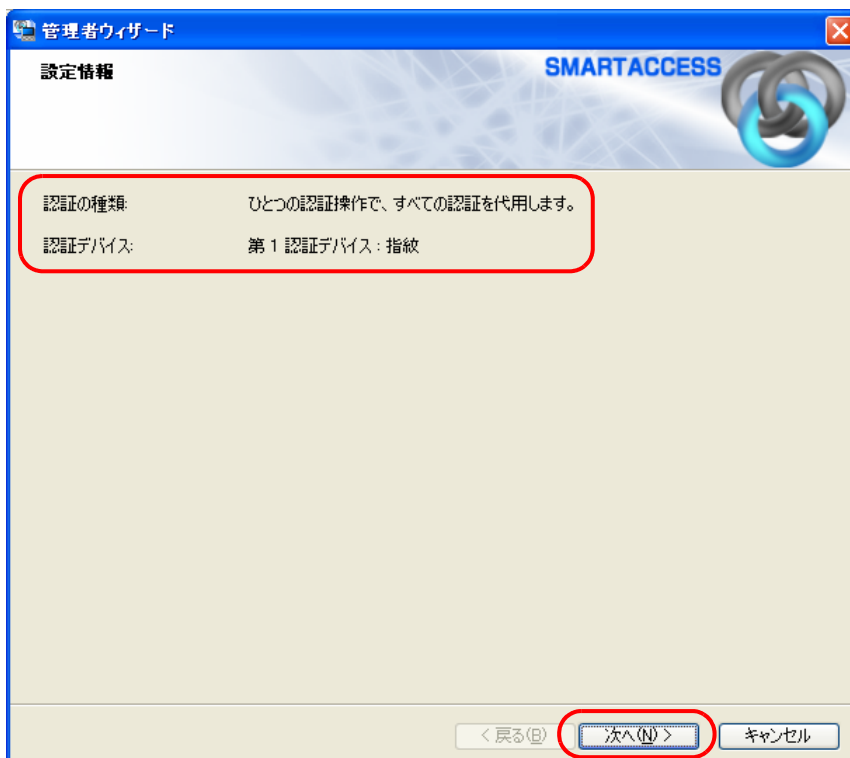 管理者ウィザード
設定情報
SMARTACCESS
認証の種類: ひとつの認証操作で、すべての認証を代用します。
認証デバイス: 第1認証デバイス:指紋
< 戻る(B) 次へ(N) > キャンセル